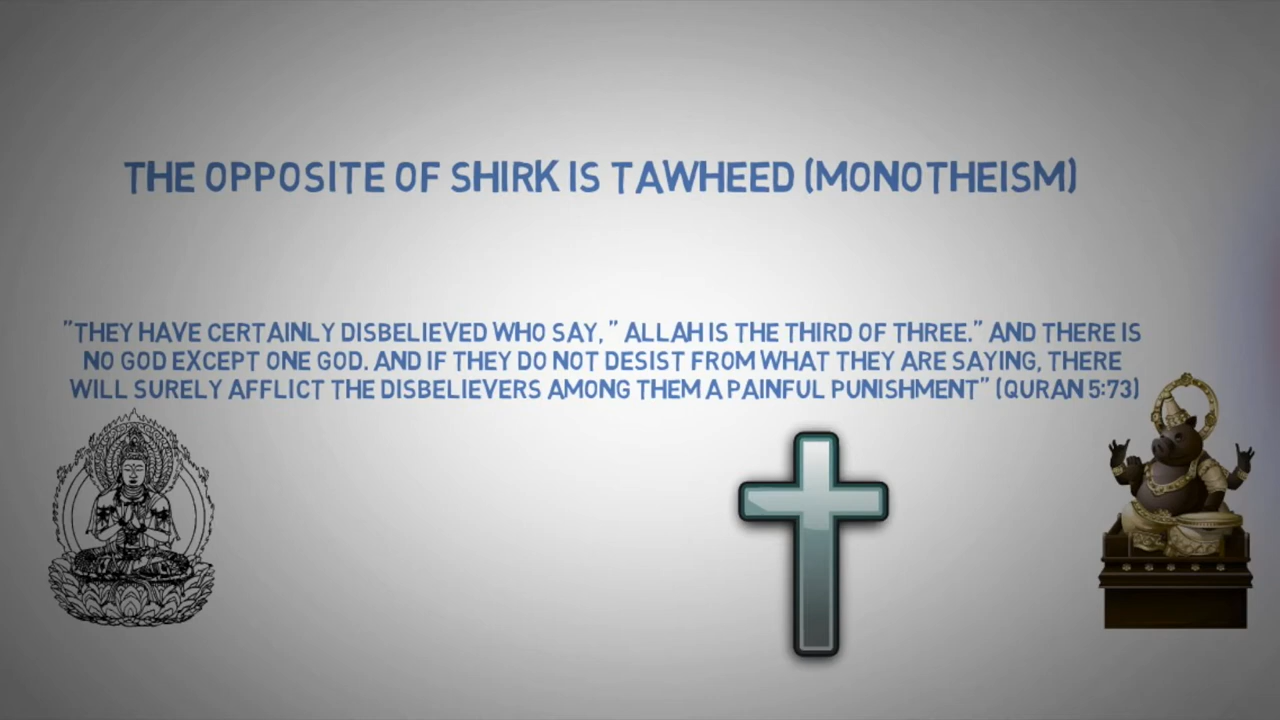 THE OPPOSITE OF SHIRK IS TAWHEED (MONOTHEISM)
"THEY HAVE CERTAINLY DISBELIEVED WHO SAY, " ALLAH IS THE THIRD OF THREE." AND THERE IS
NO GOD EXCEPT ONE GOD. AND IF THEY DO NOT DESIST FROM WHAT THEY ARE SAYING, THERE
WILL SURELY AFFLICT THE DISBELIEVERS AMONG THEM A PAINFUL PUNISHMENT" (QURAN 5:73)